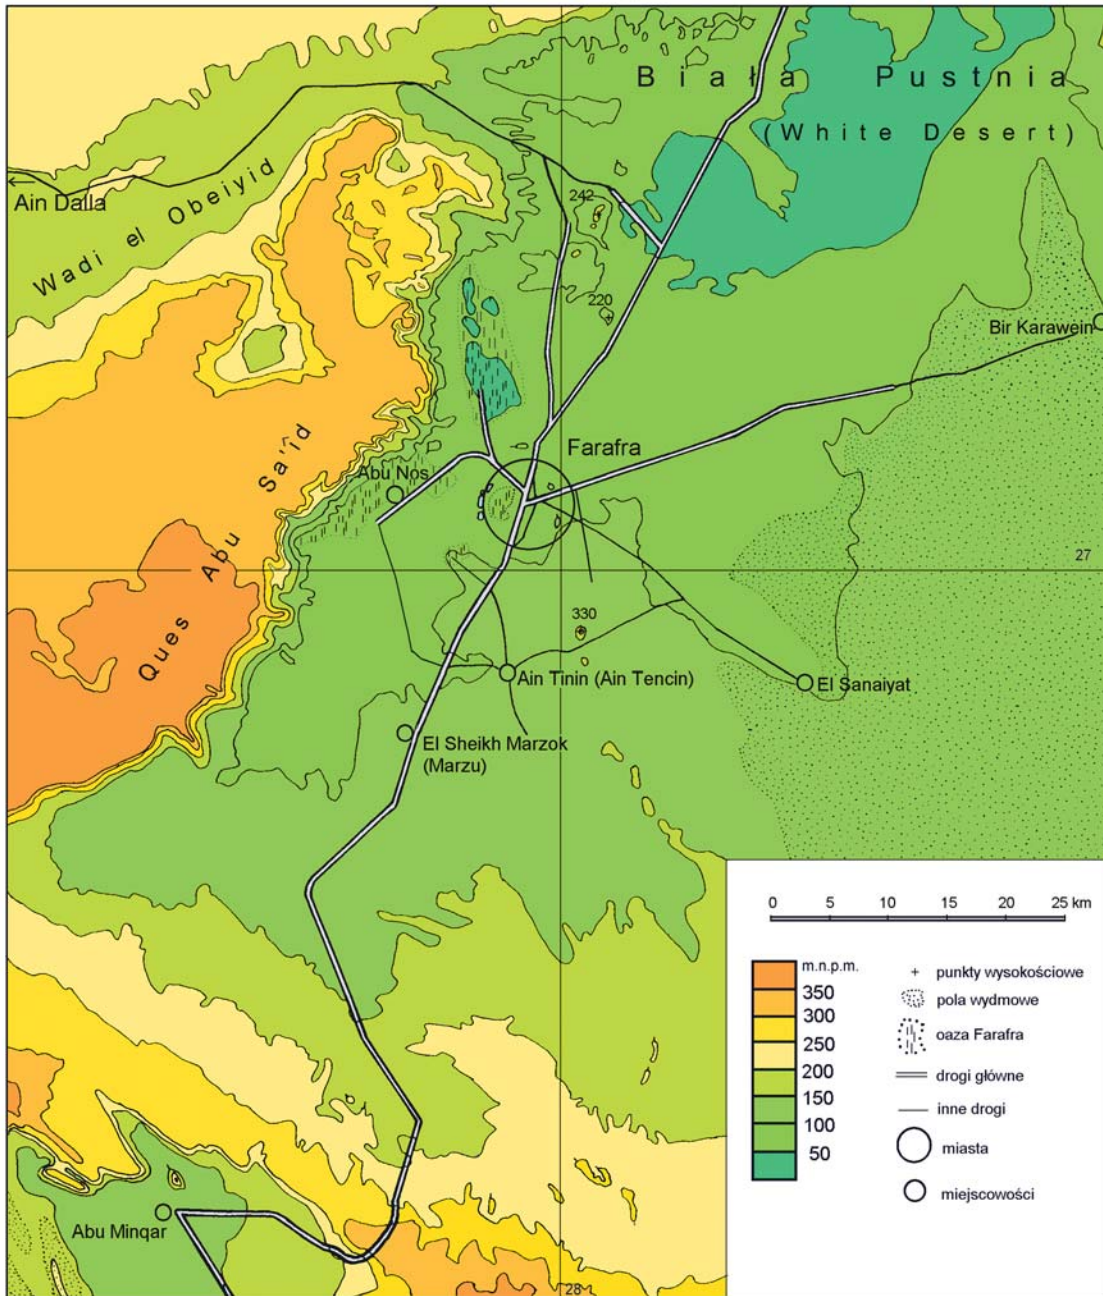 Biała Pustnia
(White Desert)
Ain Dalla
Wadi el Obeiyid
242
220
Bir Karawein
Farafra
Abu Nos
Ques Abu Sa'îd
27
330
Ain Tinin (Ain Tencin)
El Sanaiyat
El Sheikh Marzok
(Marzu)
Abu Minqar
28
0 5 10 15 20 25 km
m.n.p.m.
350
300
250
200
150
100
50
punkty wysokościowe
pola wydmowe
oaza Farafra
drogi główne
inne drogi
miasta
miejscowości